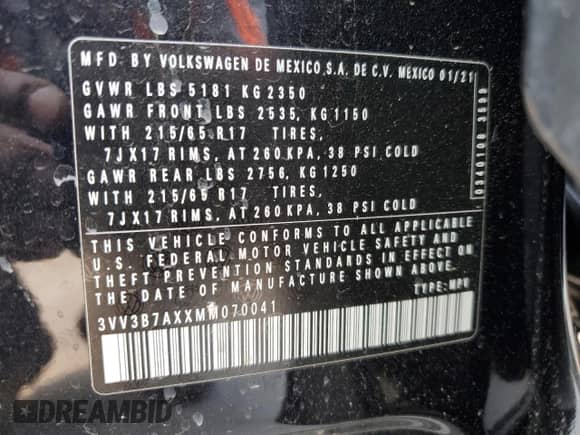 MFD BY VOLKSWAGEN DE MEXICO,S.A. DE C.V. MEXICO 01/21
GVWR LBS 5181 KG 2350
GAWR FRONT LBS 2535, KG 1150
WITH 215/65 R17 TIRES,
7JX17 RIMS, AT 260 KPA, 38 PSI COLD
GAWR REAR LBS 2756, KG 1250
WITH 215/65 R17 TIRES,
7JX17 RIMS, AT 260 KPA, 38 PSI COLD
THIS VEHICLE CONFORMS TO ALL APPLICABLE
U.S. FEDERAL MOTOR VEHICLE SAFETY AND
THEFT PREVENTION STANDARDS IN EFFECT ON
THE DATE OF MANUFACTURE SHOWN ABOVE.
TYPE: MPV
3VV3B7AXXMM070041
0340100
DREAMBID